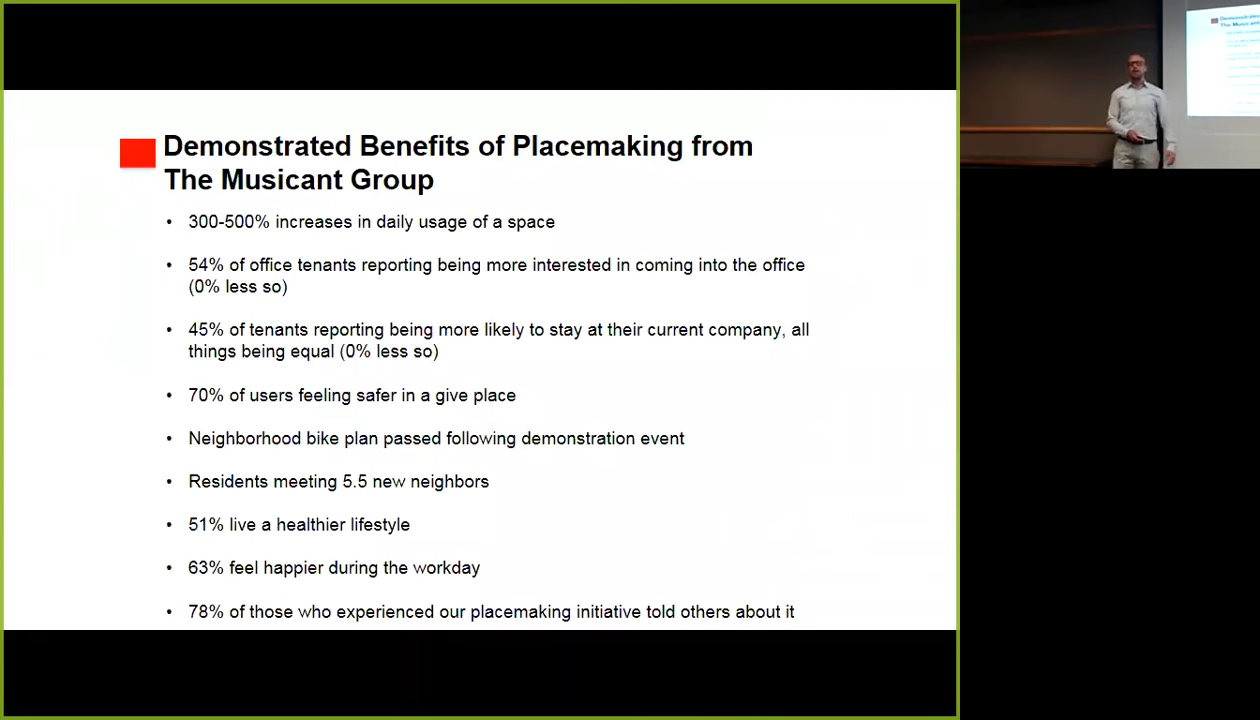 Demonstrated Benefits of Placemaking from
The Musicant Group
• 300-500% increases in daily usage of a space
• 54% of office tenants reporting being more interested in coming into the office
(0% less so)
• 45% of tenants reporting being more likely to stay at their current company, all
things being equal (0% less so)
• 70% of users feeling safer in a give place
• Neighborhood bike plan passed following demonstration event
• Residents meeting 5.5 new neighbors
• 51% live a healthier lifestyle
• 63% feel happier during the workday
• 78% of those who experienced our placemaking initiative told others about it